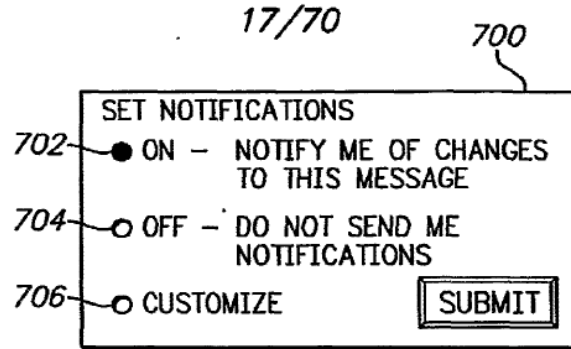 17/70
700
SET NOTIFICATIONS
702 ON – NOTIFY ME OF CHANGES
TO THIS MESSAGE
704 OFF – DO NOT SEND ME
NOTIFICATIONS
706 CUSTOMIZE SUBMIT